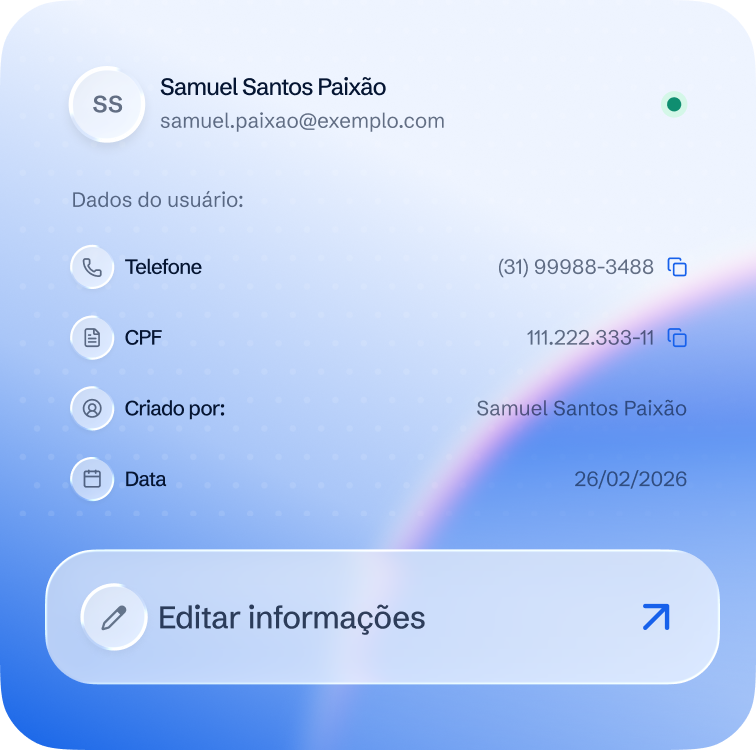 SS
Samuel Santos Paixão
samuel.paixao@exemplo.com
Dados do usuário:
Telefone (31) 99988-3488
CPF 111.222.333-11
Criado por: Samuel Santos Paixão
Data 26/02/2026
Editar informações